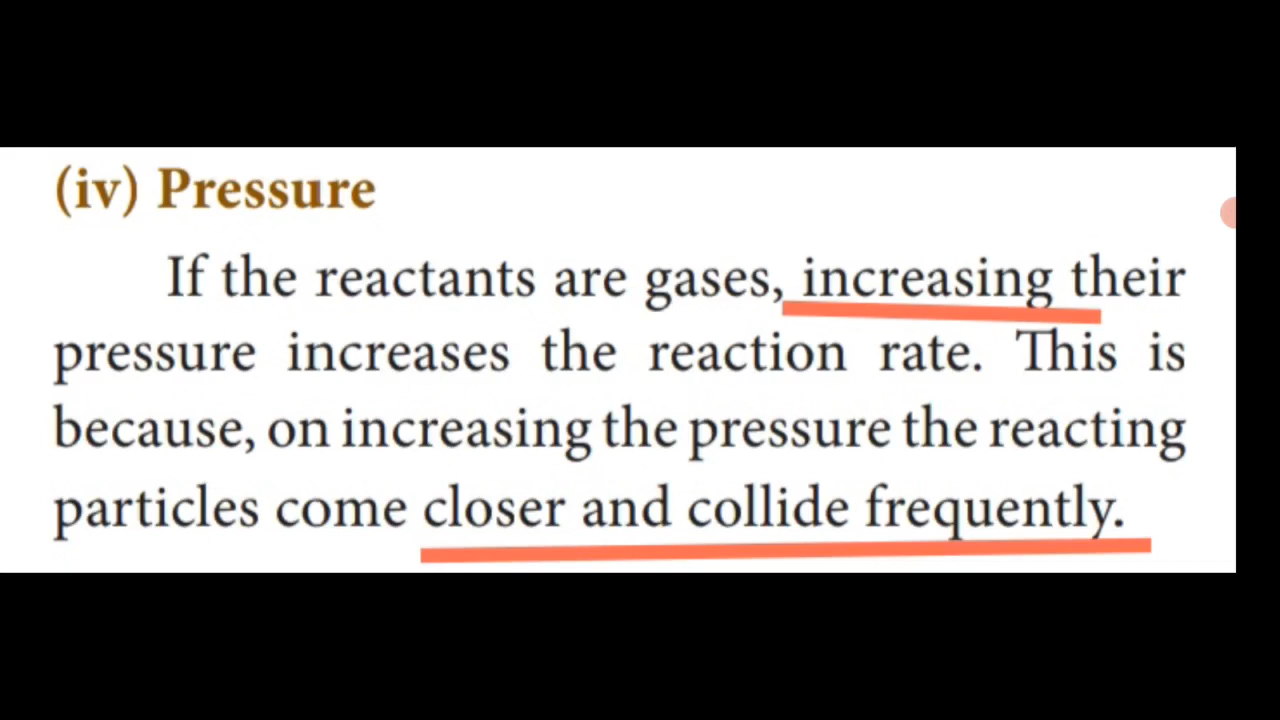 (iv) Pressure
If the reactants are gases, increasing their
pressure increases the reaction rate. This is
because, on increasing the pressure the reacting
particles come closer and collide frequently.